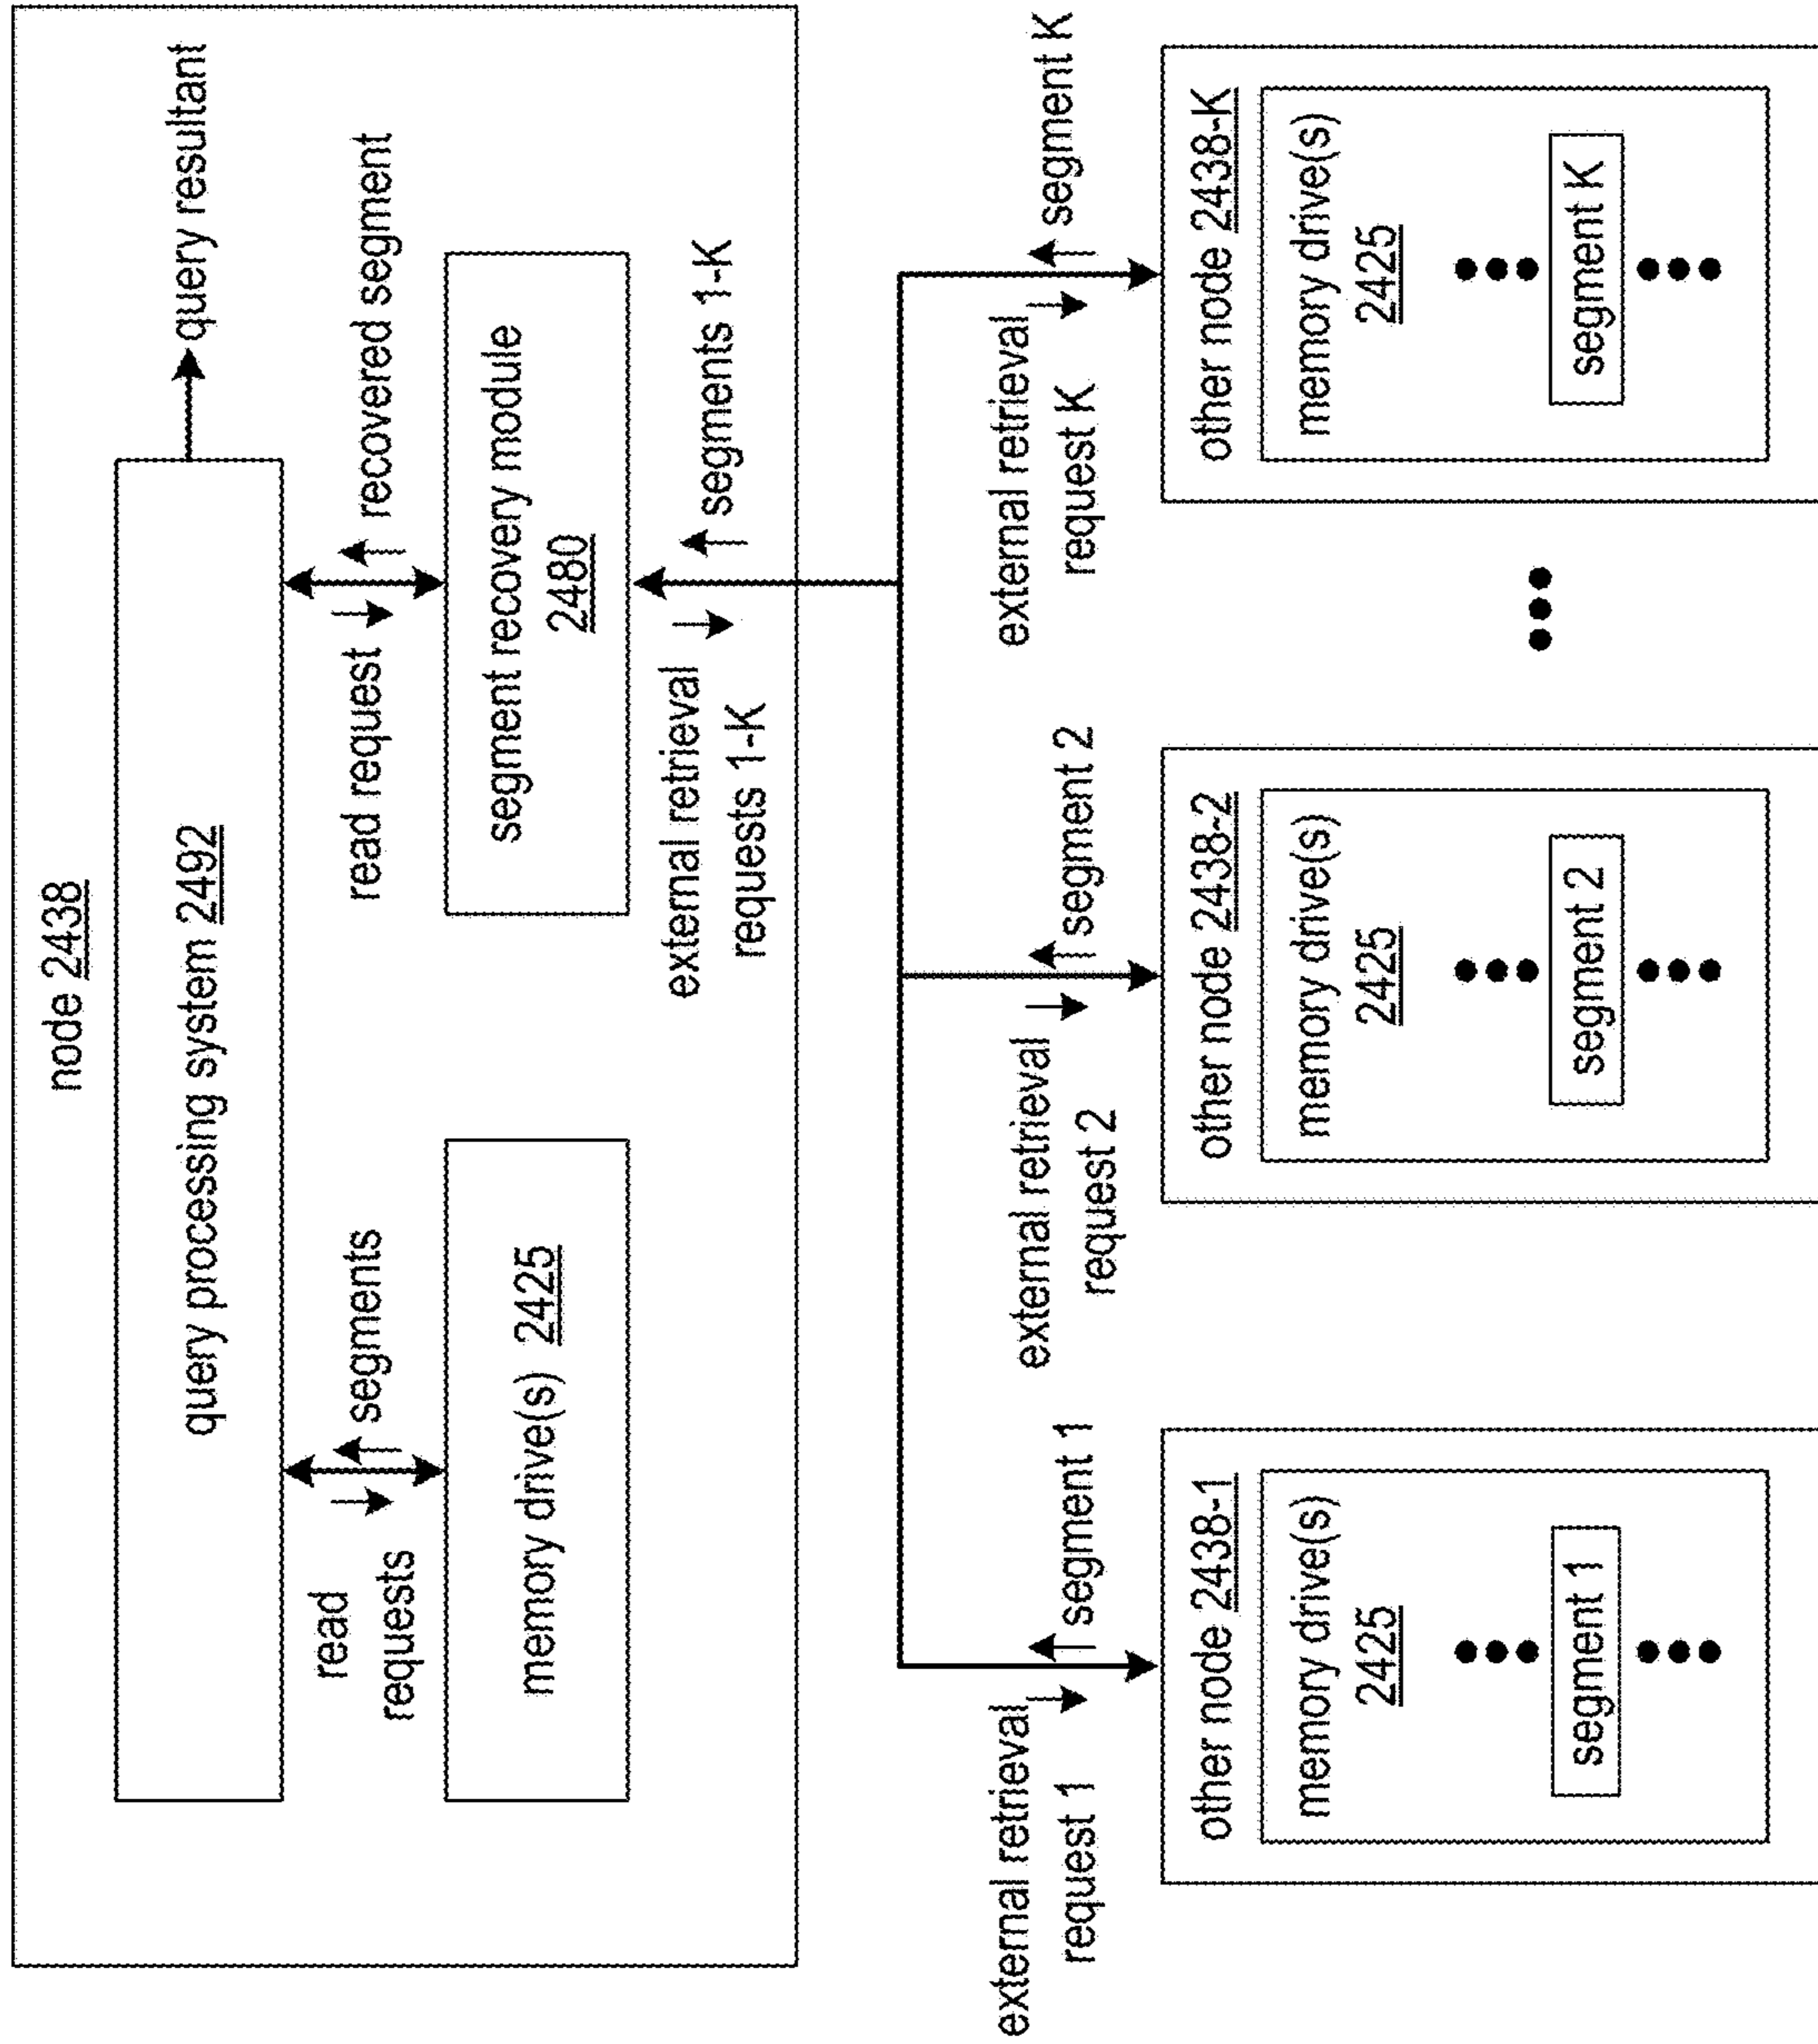 node 2438
query processing system 2492
query resultant
read
requests
segments
read request
recovered segment
memory drive(s) 2425
segment recovery module
2480
external retrieval
requests 1-K
segments 1-K
external retrieval
request 1
segment 1
external retrieval
request 2
segment 2
external retrieval
request K
segment K
other node 2438-1
memory drive(s)
2425
segment 1
other node 2438-2
memory drive(s)
2425
segment 2
other node 2438-K
memory drive(s)
2425
segment K